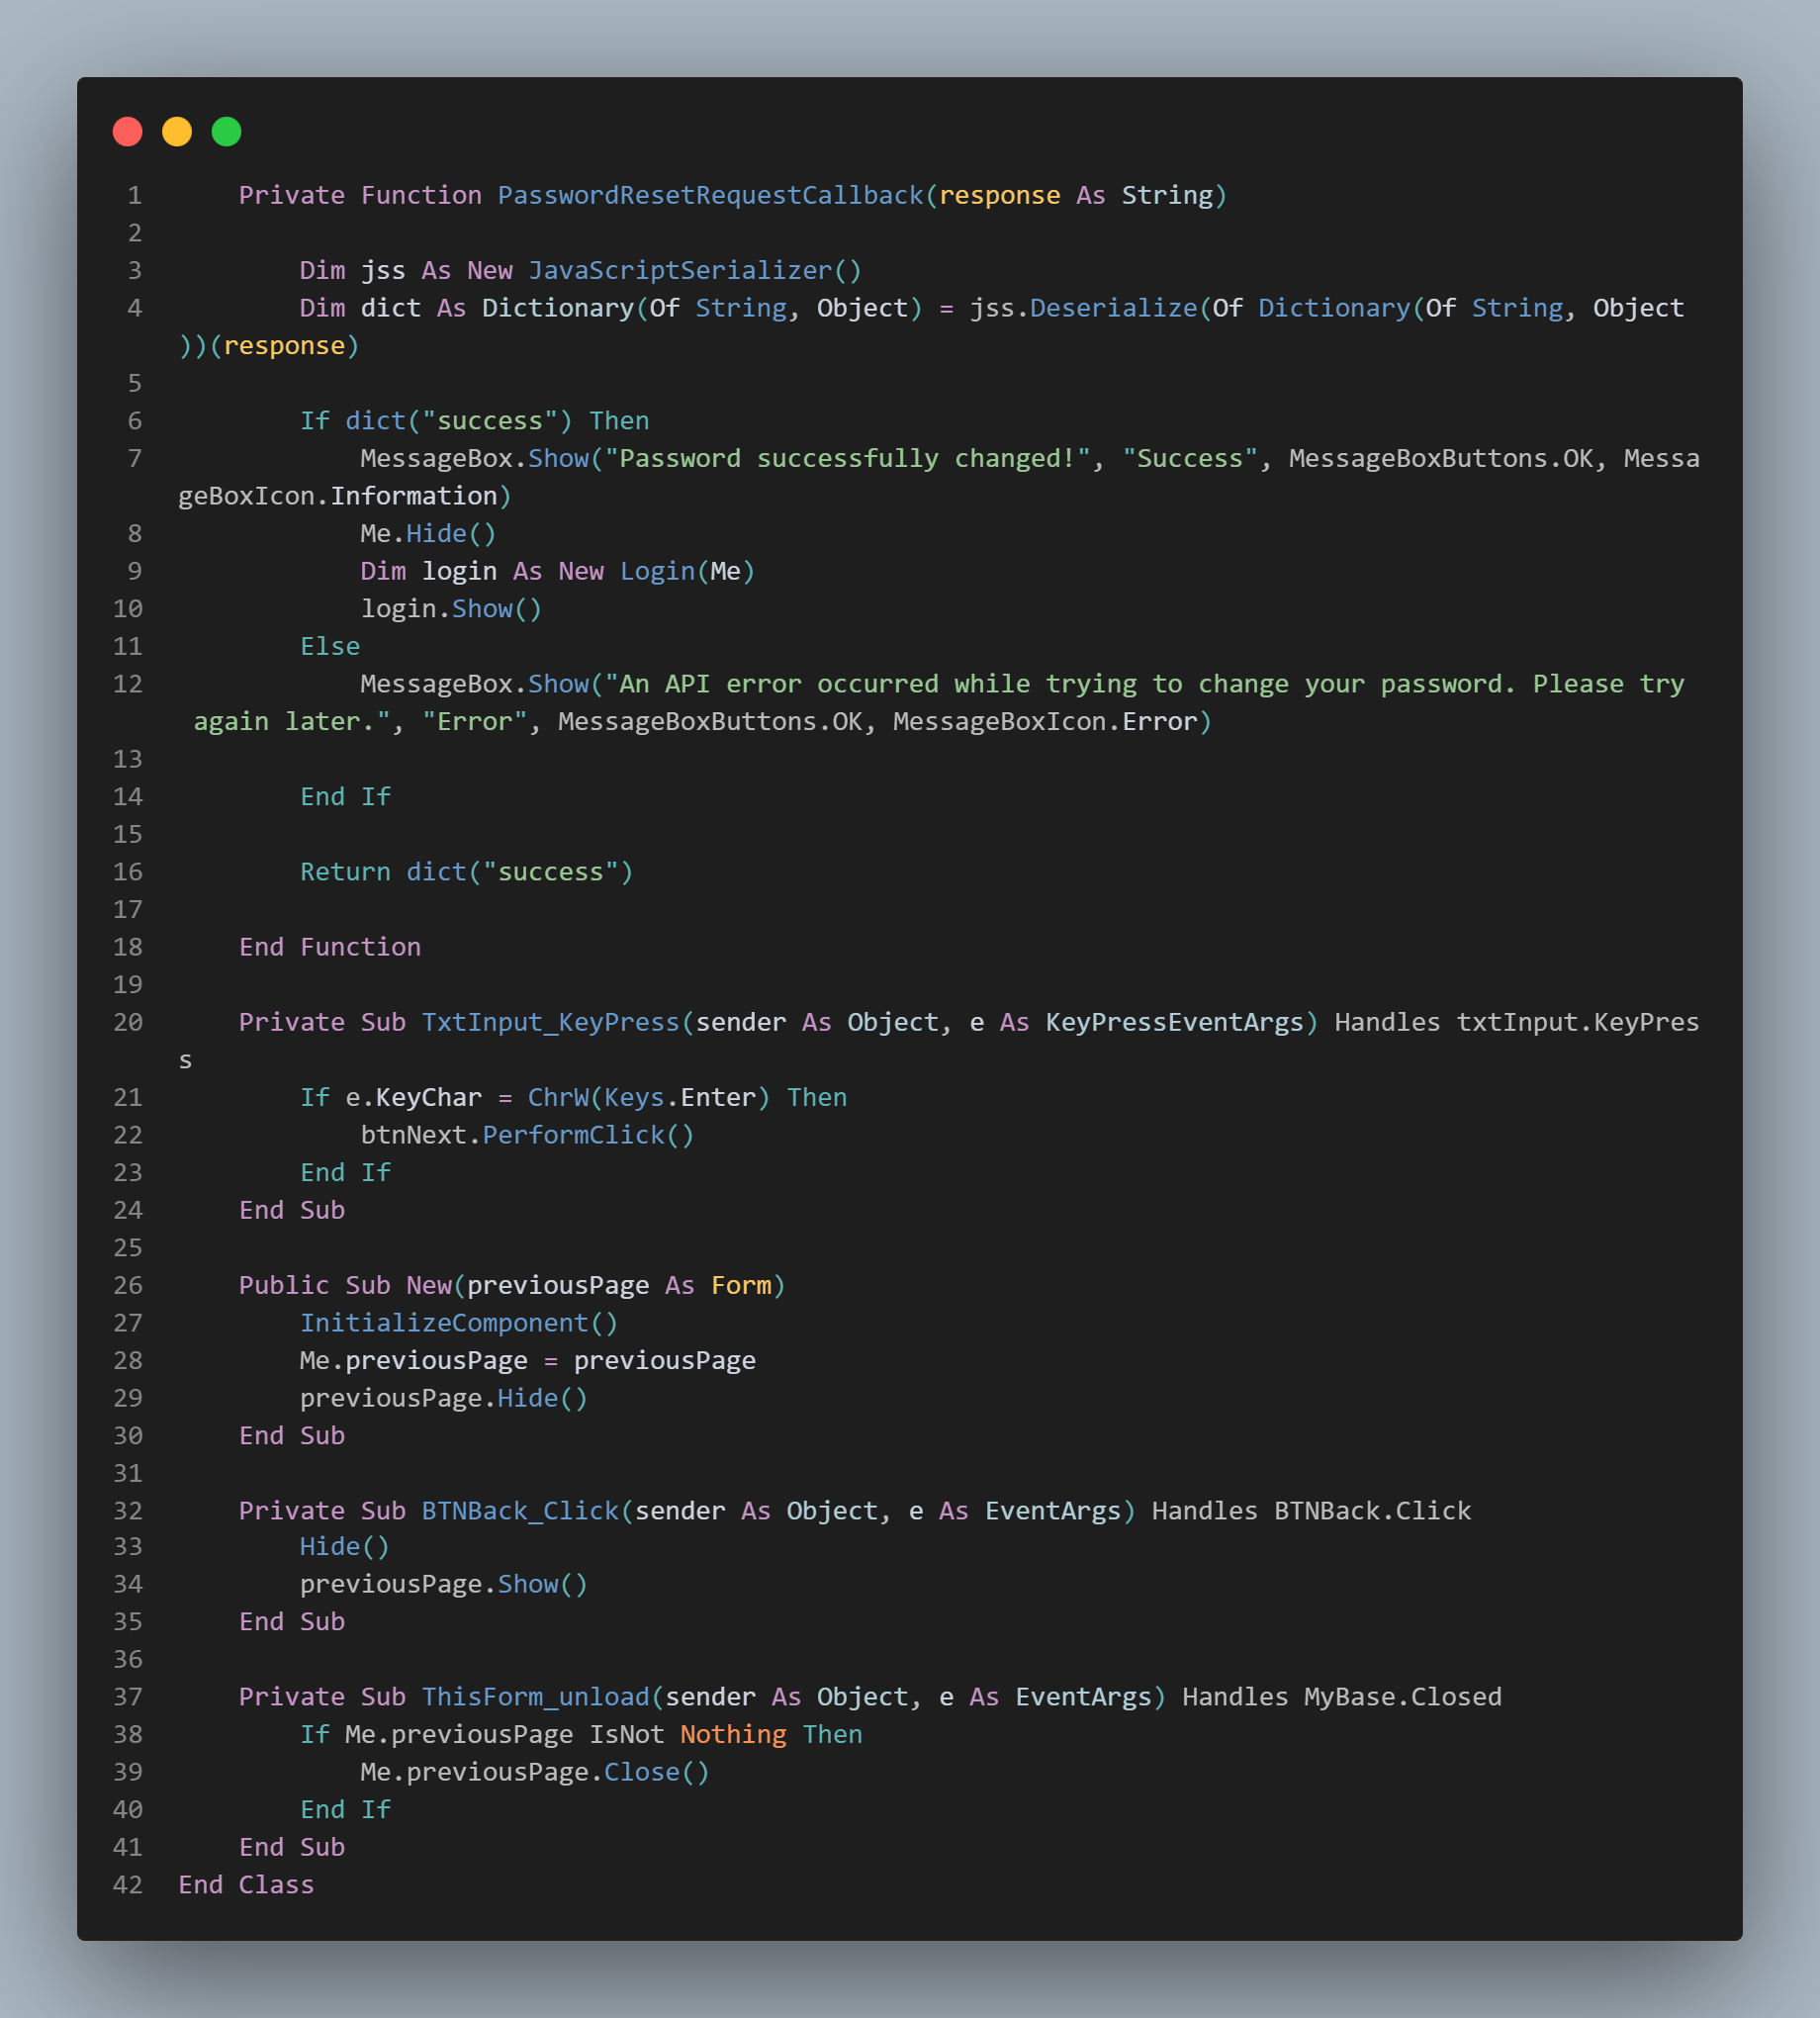 1    Private Function PasswordResetRequestCallback(response As String)
2
3        Dim jss As New JavaScriptSerializer()
4        Dim dict As Dictionary(Of String, Object) = jss.Deserialize(Of Dictionary(Of String, Object
))(response)
5
6        If dict("success") Then
7            MessageBox.Show("Password successfully changed!", "Success", MessageBoxButtons.OK, Messa
geBoxIcon.Information)
8            Me.Hide()
9            Dim login As New Login(Me)
10            login.Show()
11        Else
12            MessageBox.Show("An API error occurred while trying to change your password. Please try
 again later.", "Error", MessageBoxButtons.OK, MessageBoxIcon.Error)
13
14        End If
15
16        Return dict("success")
17
18    End Function
19
20    Private Sub TxtInput_KeyPress(sender As Object, e As KeyPressEventArgs) Handles txtInput.KeyPres
s
21        If e.KeyChar = ChrW(Keys.Enter) Then
22            btnNext.PerformClick()
23        End If
24    End Sub
25
26    Public Sub New(previousPage As Form)
27        InitializeComponent()
28        Me.previousPage = previousPage
29        previousPage.Hide()
30    End Sub
31
32    Private Sub BTNBack_Click(sender As Object, e As EventArgs) Handles BTNBack.Click
33        Hide()
34        previousPage.Show()
35    End Sub
36
37    Private Sub ThisForm_unload(sender As Object, e As EventArgs) Handles MyBase.Closed
38        If Me.previousPage IsNot Nothing Then
39            Me.previousPage.Close()
40        End If
41    End Sub
42 End Class